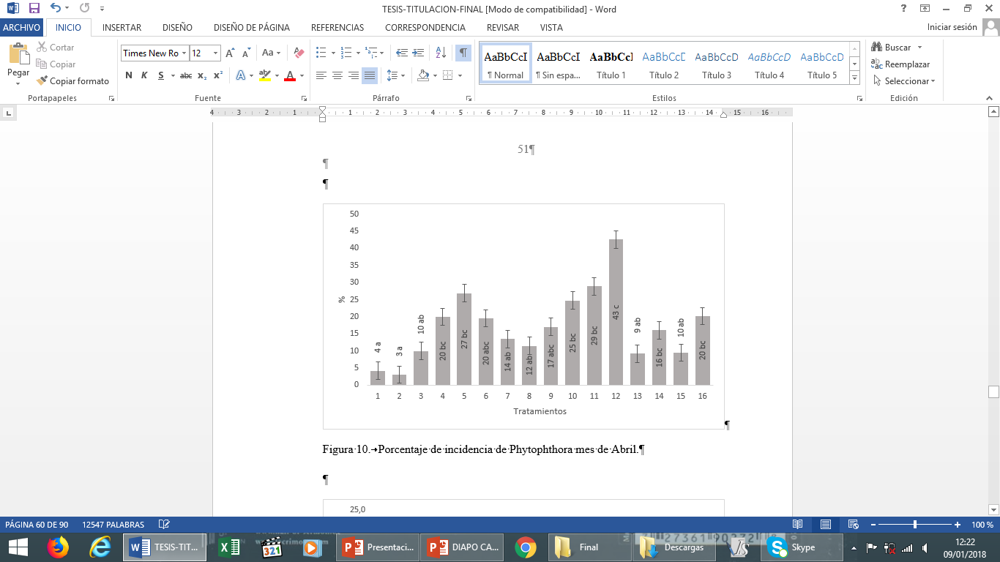 TESIS-TITULACION-FINAL [Modo de compatibilidad] - Word
ARCHIVO INICIO INSERTAR DISEÑO DISEÑO DE PÁGINA REFERENCIAS CORRESPONDENCIA REVISAR VISTA Iniciar sesión
Pegar
Cortar
Copiar
Copiar formato
Portapapeles
Times New Ro 12
Aa
N K S abc x₂ x²
Fuente
Párrafo
AaBbCcI AaBbCcI AaBbCc AaBbCcD AaBbCcD AaBbCcD AaBbCcD
¶ Normal ¶ Sin espa... Título 1 Título 2 Título 3 Título 4 Título 5
Estilos
Buscar
Reemplazar
Seleccionar
Edición
4 3 2 1 1 2 3 4 5 6 7 8 9 10 11 12 13 14 15 16
51¶
¶
¶
50
45
40
35
30
25
20
15
10
5
0
%
4 a
3 a
10 ab
20 bc
27 bc
20 abc
14 ab
12 ab
17 abc
25 bc
29 bc
43 c
9 ab
16 bc
10 ab
20 bc
1 2 3 4 5 6 7 8 9 10 11 12 13 14 15 16
Tratamientos
¶
Figura·10.→Porcentaje·de·incidencia·de·Phytophthora·mes·de·Abril.¶
¶
25,0
PÁGINA 60 DE 90 12547 PALABRAS 100 %
TESIS-TIT... 321 Presentaci... DIAPO CA... Final Descargas Skype
12:22
09/01/2018